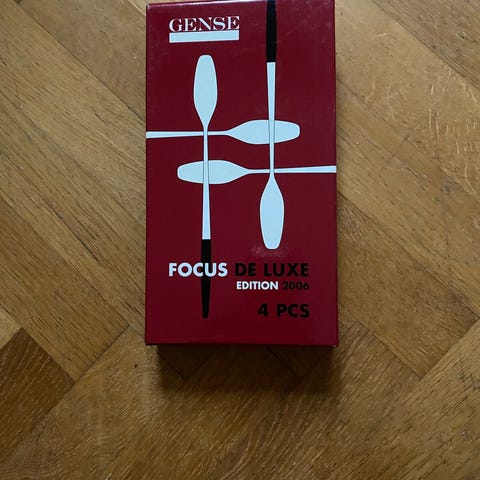 GENSE
FOCUS DE LUXE
EDITION 2006
4 PCS